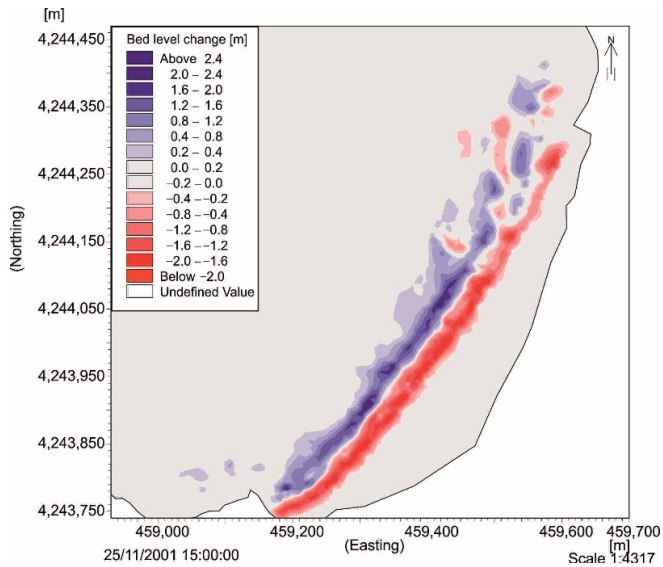 [m]
4,244,450
4,244,350
4,244,250
4,244,150
4,244,050
4,243,950
4,243,850
4,243,750
(Northing)
Bed level change [m]
Above 2.4
2.0 – 2.4
1.6 – 2.0
1.2 – 1.6
0.8 – 1.2
0.4 – 0.8
0.2 – 0.4
0.0 – 0.2
−0.2 – 0.0
−0.4 – −0.2
−0.8 – −0.4
−1.2 – −0.8
−1.6 – −1.2
−2.0 – −1.6
Below −2.0
Undefined Value
N
459,000 459,200 459,400 459,600 459,700
(Easting) [m]
25/11/2001 15:00:00 Scale 1:4317